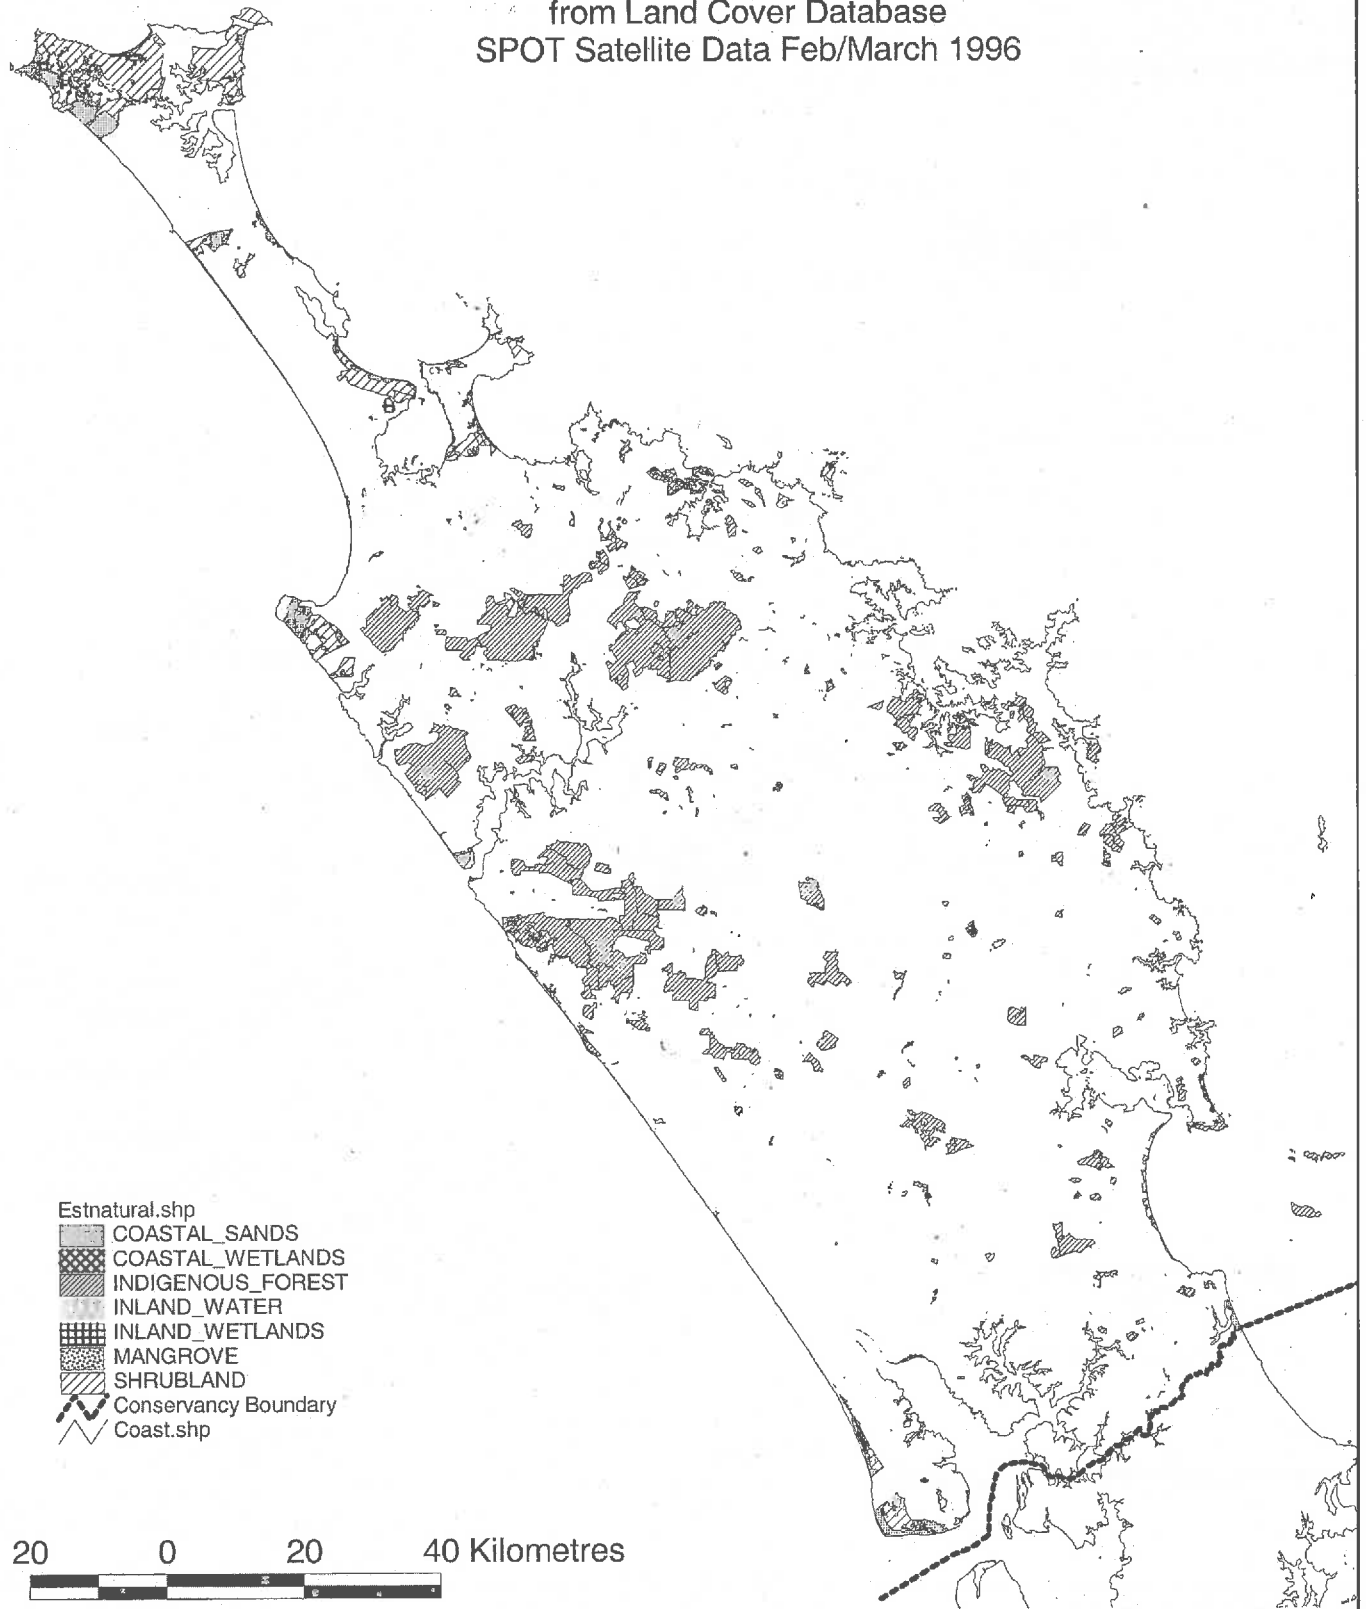 from Land Cover Database
SPOT Satellite Data Feb/March 1996
Estnatural.shp
COASTAL_SANDS
COASTAL_WETLANDS
INDIGENOUS_FOREST
INLAND_WATER
INLAND_WETLANDS
MANGROVE
SHRUBLAND
Conservancy Boundary
Coast.shp
20 0 20 40 Kilometres